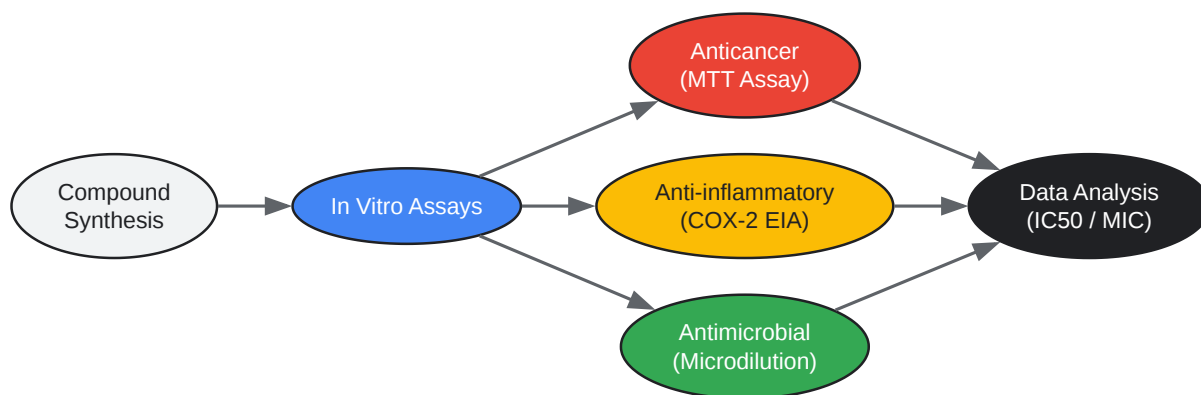 Compound
Synthesis
In Vitro Assays
Anticancer
(MTT Assay)
Anti-inflammatory
(COX-2 EIA)
Antimicrobial
(Microdilution)
Data Analysis
(IC50 / MIC)